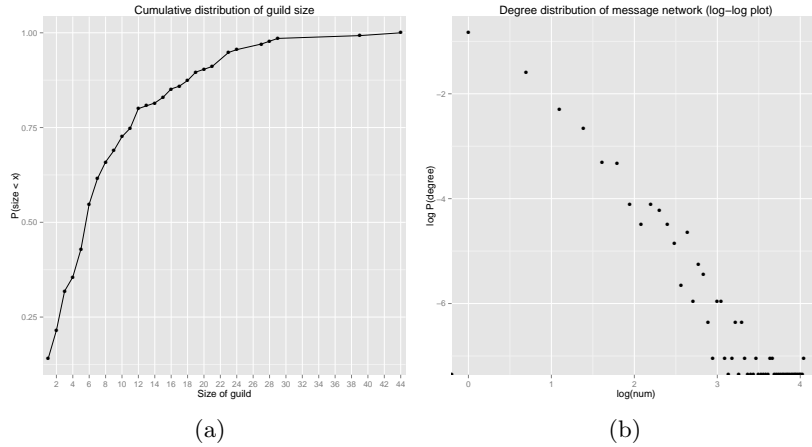 Cumulative distribution of guild size
1.00
0.75
0.50
0.25
P(size < x)
2 4 6 8 10 12 14 16 18 20 22 24 26 28 30 32 34 36 38 40 42 44
Size of guild
(a)
Degree distribution of message network (log−log plot)
−2
−4
−6
log P(degree)
0 1 2 3 4
log(num)
(b)